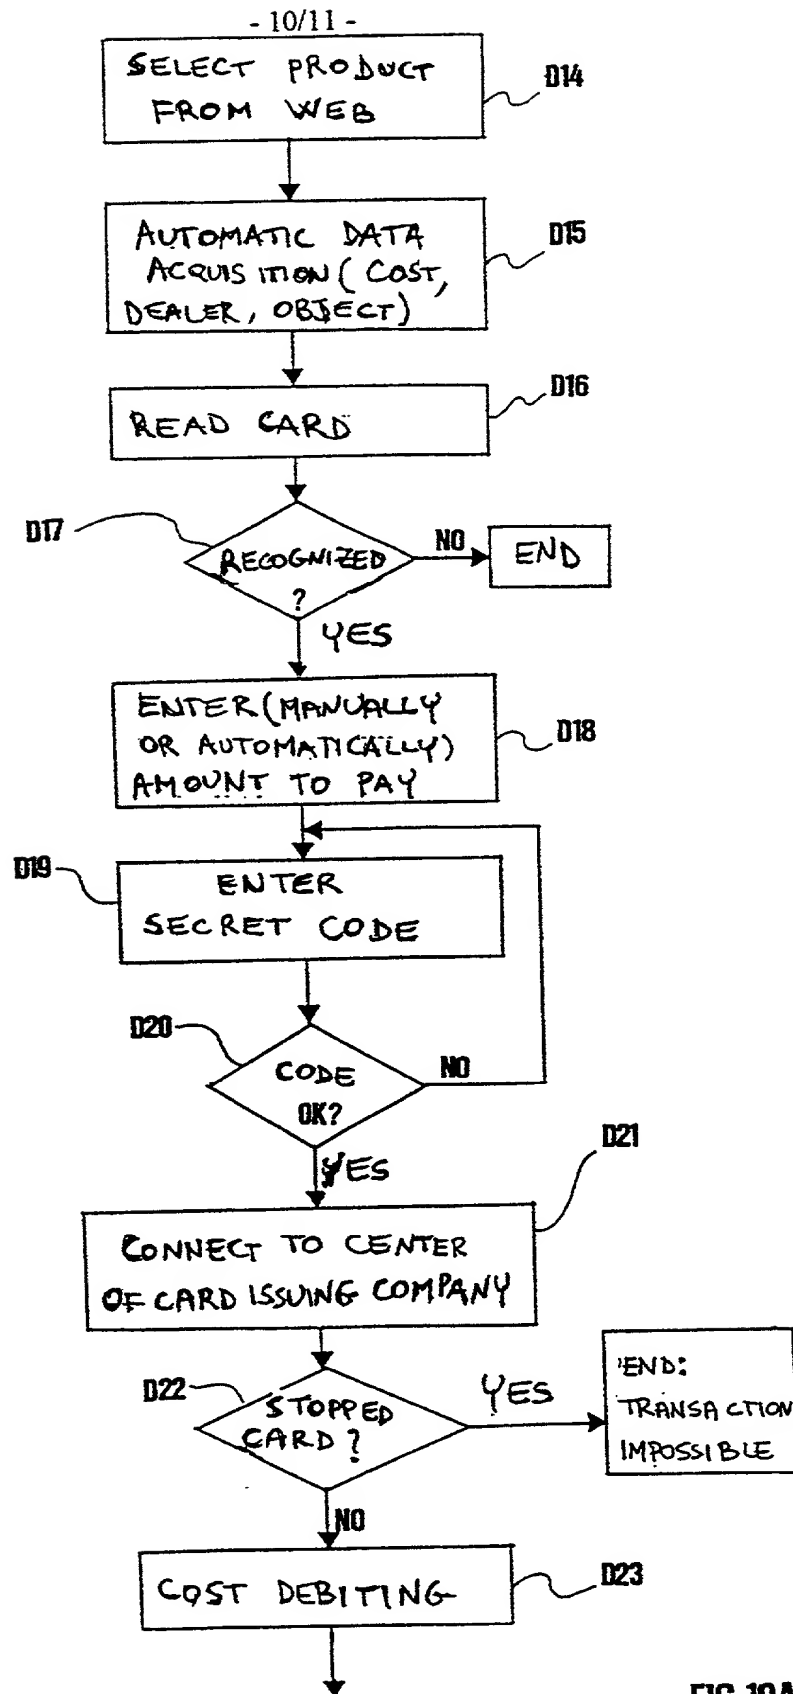 - 10/11 -
SELECT PRODUCT
FROM WEB
D14
AUTOMATIC DATA
ACQUISITION (COST,
DEALER, OBJECT)
D15
READ CARD
D16
D17
RECOGNIZED
?
NO
END
YES
ENTER (MANUALLY
OR AUTOMATICALLY)
AMOUNT TO PAY
D18
D19
ENTER
SECRET CODE
D20
CODE
OK?
NO
YES
D21
CONNECT TO CENTER
OF CARD ISSUING COMPANY
D22
STOPPED
CARD?
YES
END:
TRANSACTION
IMPOSSIBLE
NO
COST DEBITING
D23